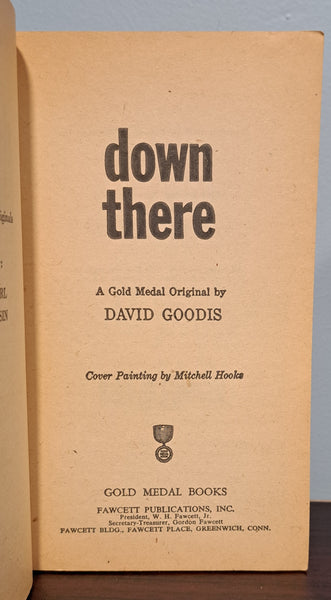 down
there
A Gold Medal Original by
DAVID GOODIS
Cover Painting by Mitchell Hooks
GOLD MEDAL BOOKS
FAWCETT PUBLICATIONS, INC.
President, W. H. Fawcett, Jr.
Secretary-Treasurer, Gordon Fawcett
FAWCETT BLDG., FAWCETT PLACE, GREENWICH, CONN.